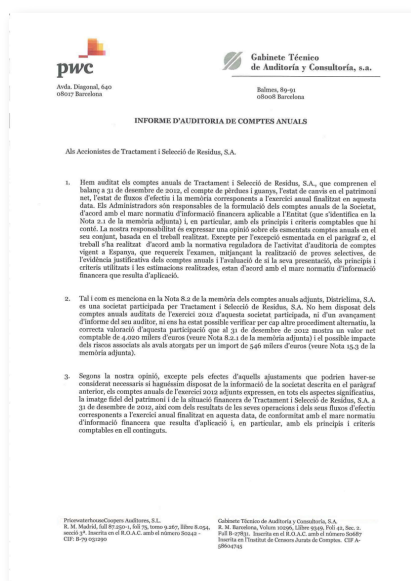 pwc
Gabinete Técnico
de Auditoría y Consultoría, s.a.
Avda. Diagonal, 640
08017 Barcelona
Balmes, 89-91
08008 Barcelona
INFORME D'AUDITORIA DE COMPTES ANUALS
Als Accionistes de Tractament i Selecció de Residus, S.A.
1. Hem auditat els comptes anuals de Tractament i Selecció de Residus, S.A., que comprenen el
balanç a 31 de desembre de 2012, el compte de pèrdues i guanys, l'estat de canvis en el patrimoni
net, l'estat de fluxos d'efectiu i la memòria corresponents a l'exercici anual finalitzat en aquesta
data. Els Administradors són responsables de la formulació dels comptes anuals de la Societat,
d'acord amb el marc normatiu d'informació financera aplicable a l'Entitat (que s'identifica en la
Nota 2.1 de la memòria adjunta) i, en particular, amb els principis i criteris comptables que hi
conté. La nostra responsabilitat és expressar una opinió sobre els esmentats comptes anuals en el
seu conjunt, basada en el treball realitzat. Excepte per l'excepció esmentada en el paràgraf 2, el
treball s'ha realitzat d'acord amb la normativa reguladora de l'activitat d'auditoria de comptes
vigent a Espanya, que requereix l'examen, mitjançant la realització de proves selectives, de
l'evidència justificativa dels comptes anuals i l'avaluació de si la seva presentació, els principis i
criteris utilitzats i les estimacions realitzades, estan d'acord amb el marc normatiu d'informació
financera que resulta d'aplicació.
2. Tal i com es menciona en la Nota 8.2 de la memòria dels comptes anuals adjunts, Districlima, S.A.
es una societat participada per Tractament i Selecció de Residus, S.A. No hem disposat dels
comptes anuals auditats de l'exercici 2012 d'aquesta societat participada, ni d'un avançament
d'informe del seu auditor, ni ens ha estat possible verificar per cap altre procediment alternatiu, la
correcta valoració d'aquesta participació que al 31 de desembre de 2012 mostra un valor net
comptable de 4.020 milers d'euros (veure Nota 8.2.1 de la memòria adjunta) i el possible impacte
dels riscos associats als avals atorgats per un import de 546 milers d'euros (veure Nota 15.3 de la
memòria adjunta).
3. Segons la nostra opinió, excepte pels efectes d'aquells ajustaments que podrien haver-se
considerat necessaris si haguéssim disposat de la informació de la societat descrita en el paràgraf
anterior, els comptes anuals de l'exercici 2012 adjunts expressen, en tots els aspectes significatius,
la imatge fidel del patrimoni i de la situació financera de Tractament i Selecció de Residus, S.A. a
31 de desembre de 2012, així com dels resultats de les seves operacions i dels seus fluxos d'efectiu
corresponents a l'exercici anual finalitzat en aquesta data, de conformitat amb el marc normatiu
d'informació financera que resulta d'aplicació i, en particular, amb els principis i criteris
comptables en ell continguts.
PricewaterhouseCoopers Auditores, S.L.
R. M. Madrid, full 87.250-1, foli 75, tomo 9.267, llibre 8.054,
secció 3ª. Inscrita en el R.O.A.C. amb el número S0242 -
CIF: B-79 031290
Gabinete Técnico de Auditoría y Consultoría, S.A.
R. M. Barcelona, Volum 10296, Llibre 9349, Foli 42, Sec. 2.
Full B-27831. Inscrita en el R.O.A.C. amb el número S0687
Inscrita en l'Institut de Censors Jurats de Comptes. CIF A-
58604745